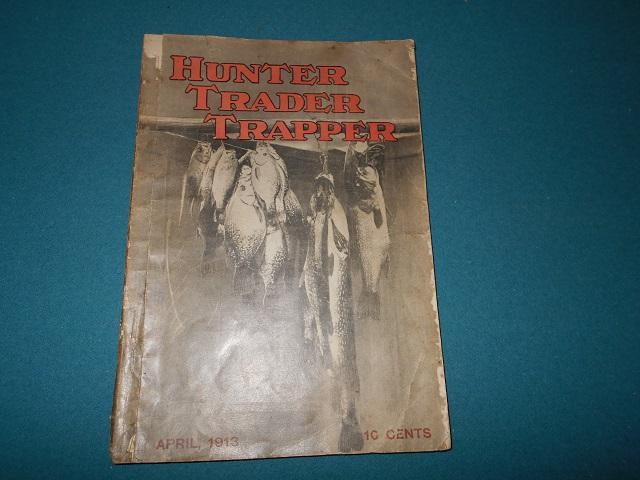 HUNTER
TRADER
TRAPPER
APRIL, 1913
10 CENTS